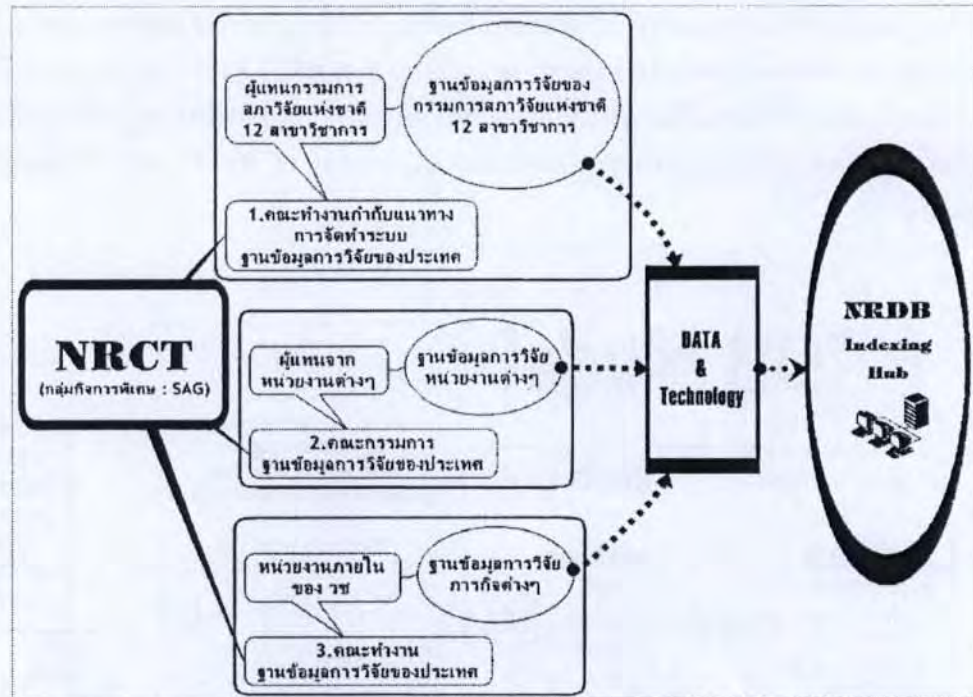 ผู้แทนกรรมการ
สภาวิจัยแห่งชาติ
12 สาขาวิชาการ
ฐานข้อมูลการวิจัยของ
กรรมการสภาวิจัยแห่งชาติ
12 สาขาวิชาการ
1.คณะทำงานกำกับแนวทาง
การจัดทำระบบ
ฐานข้อมูลการวิจัยของประเทศ
NRCT
(กลุ่มกิจการพิเศษ : SAG)
ผู้แทนจาก
หน่วยงานต่างๆ
ฐานข้อมูลการวิจัย
หน่วยงานต่างๆ
2.คณะกรรมการ
ฐานข้อมูลการวิจัยของประเทศ
หน่วยงานภายใน
ของ วช
ฐานข้อมูลการวิจัย
ภารกิจต่างๆ
3.คณะทำงาน
ฐานข้อมูลการวิจัยของประเทศ
DATA
&
Technology
NRDB
Indexing
Hub